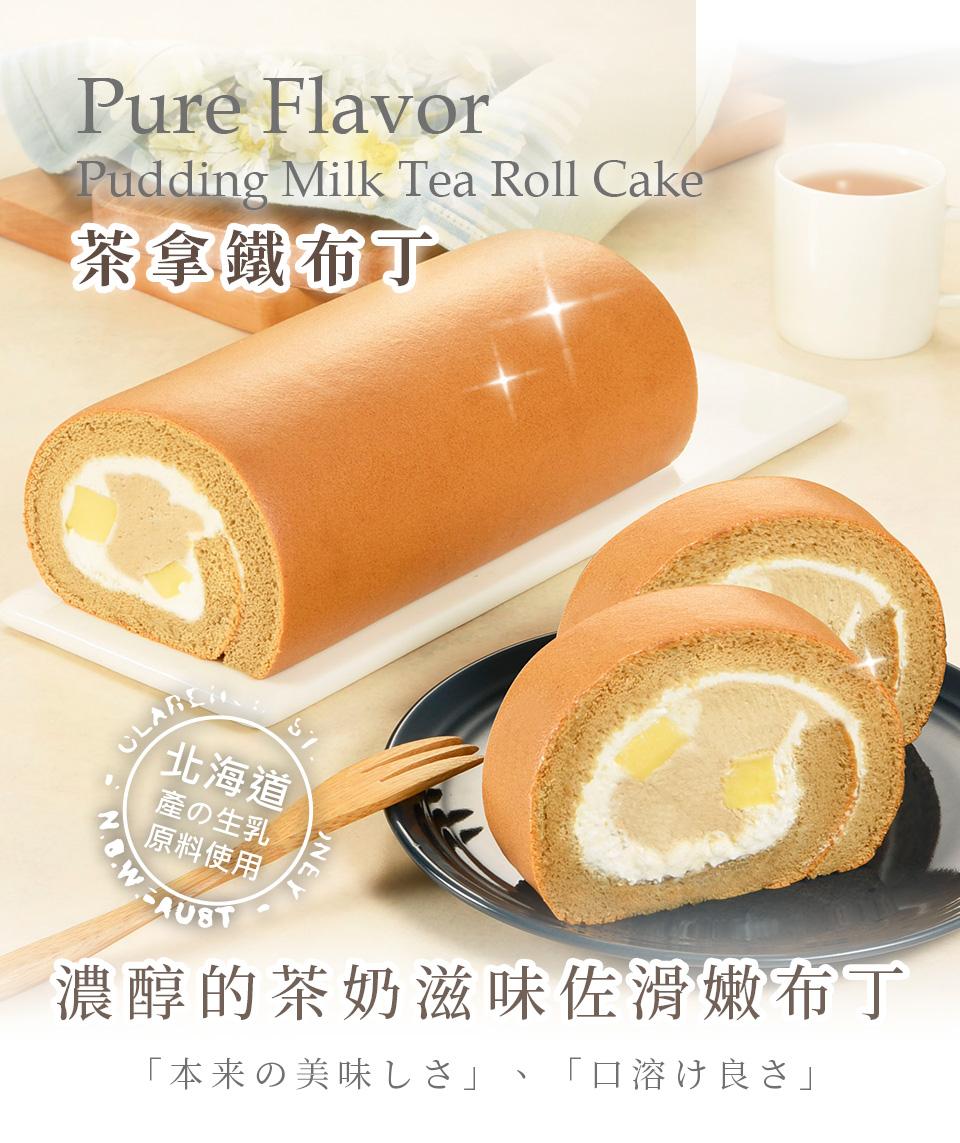 Pure Flavor
Pudding Milk Tea Roll Cake
茶拿鐵布丁
北海道
產の生乳
原料使用
N.S.W.-AUST -
濃醇的茶奶滋味佐滑嫩布丁
「本来の美味しさ」、「口溶け良さ」